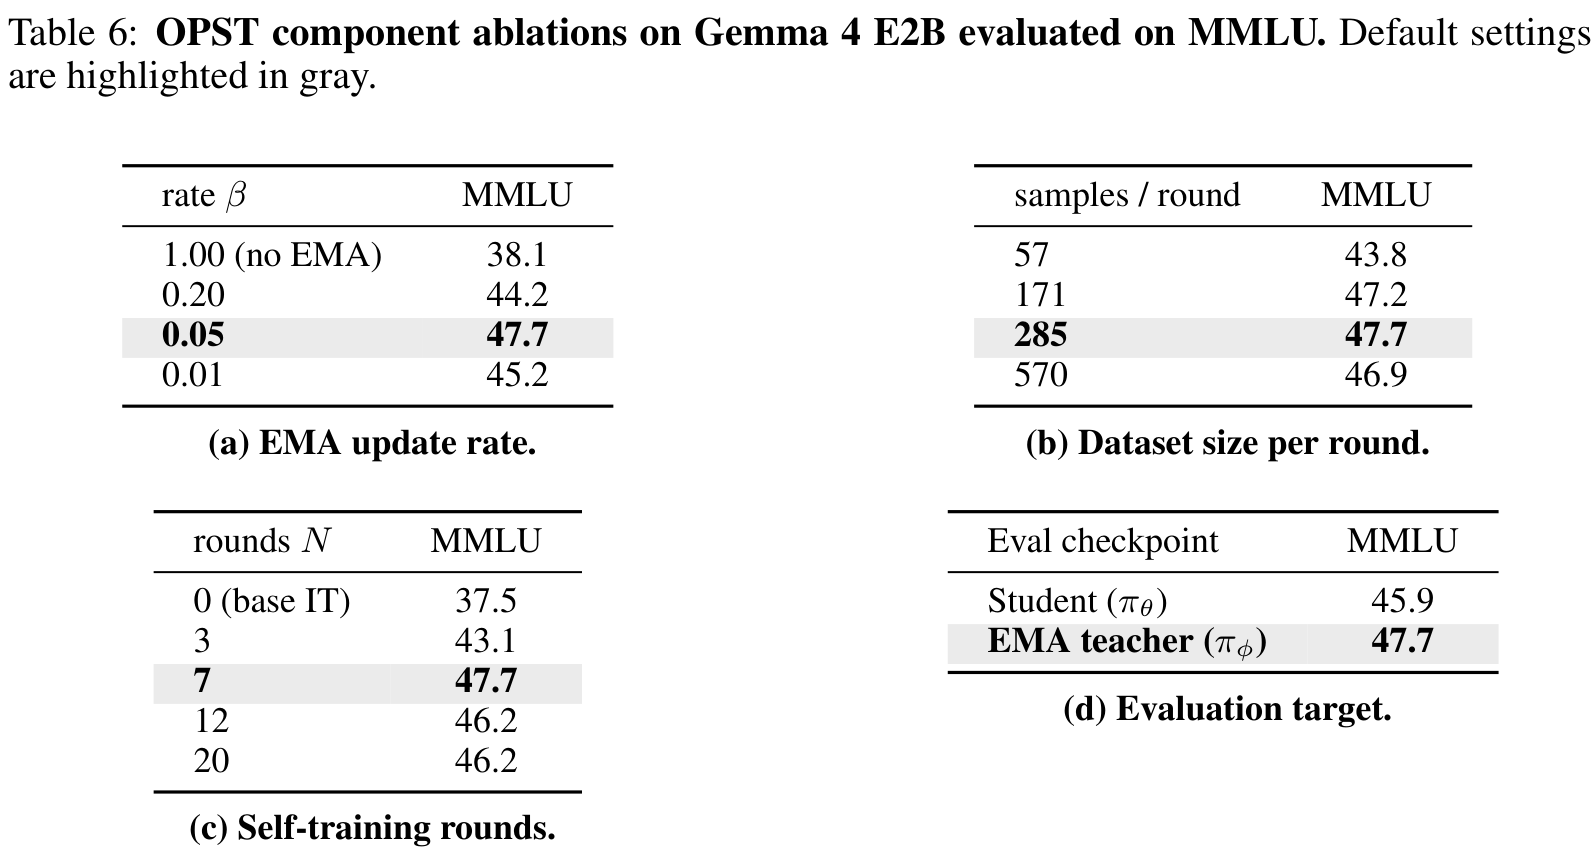 Table 6: OPST component ablations on Gemma 4 E2B evaluated on MMLU. Default settings
are highlighted in gray.
rate β MMLU
1.00 (no EMA) 38.1
0.20 44.2
0.05 47.7
0.01 45.2
(a) EMA update rate.
samples / round MMLU
57 43.8
171 47.2
285 47.7
570 46.9
(b) Dataset size per round.
rounds N MMLU
0 (base IT) 37.5
3 43.1
7 47.7
12 46.2
20 46.2
(c) Self-training rounds.
Eval checkpoint MMLU
Student (πθ) 45.9
EMA teacher (πϕ) 47.7
(d) Evaluation target.